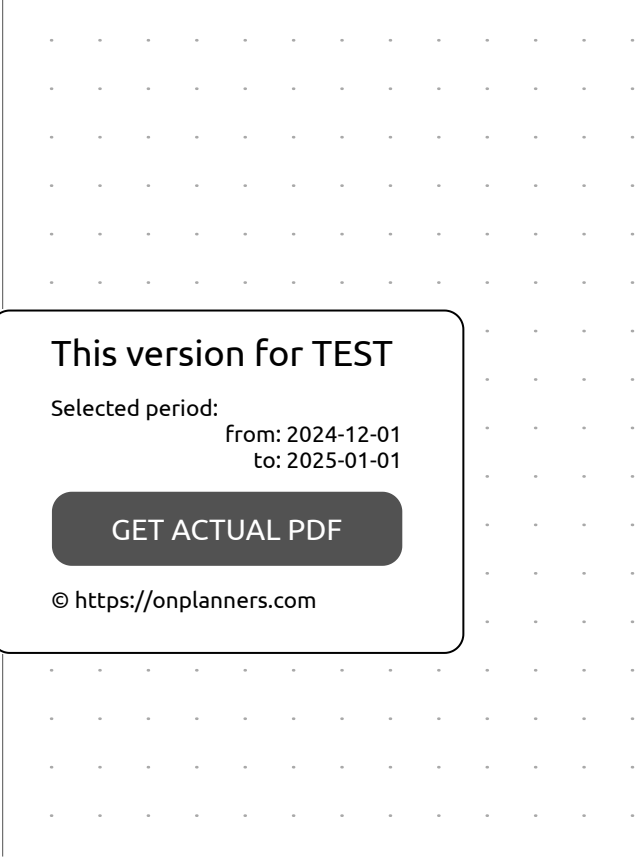 This version for TEST
Selected period:
from: 2024-12-01
to: 2025-01-01
GET ACTUAL PDF
© https://onplanners.com